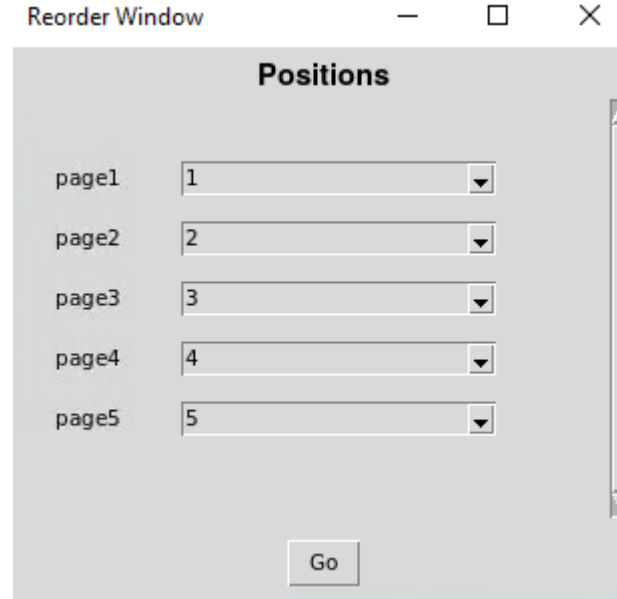 Reorder Window
Positions
page1 1
page2 2
page3 3
page4 4
page5 5
Go